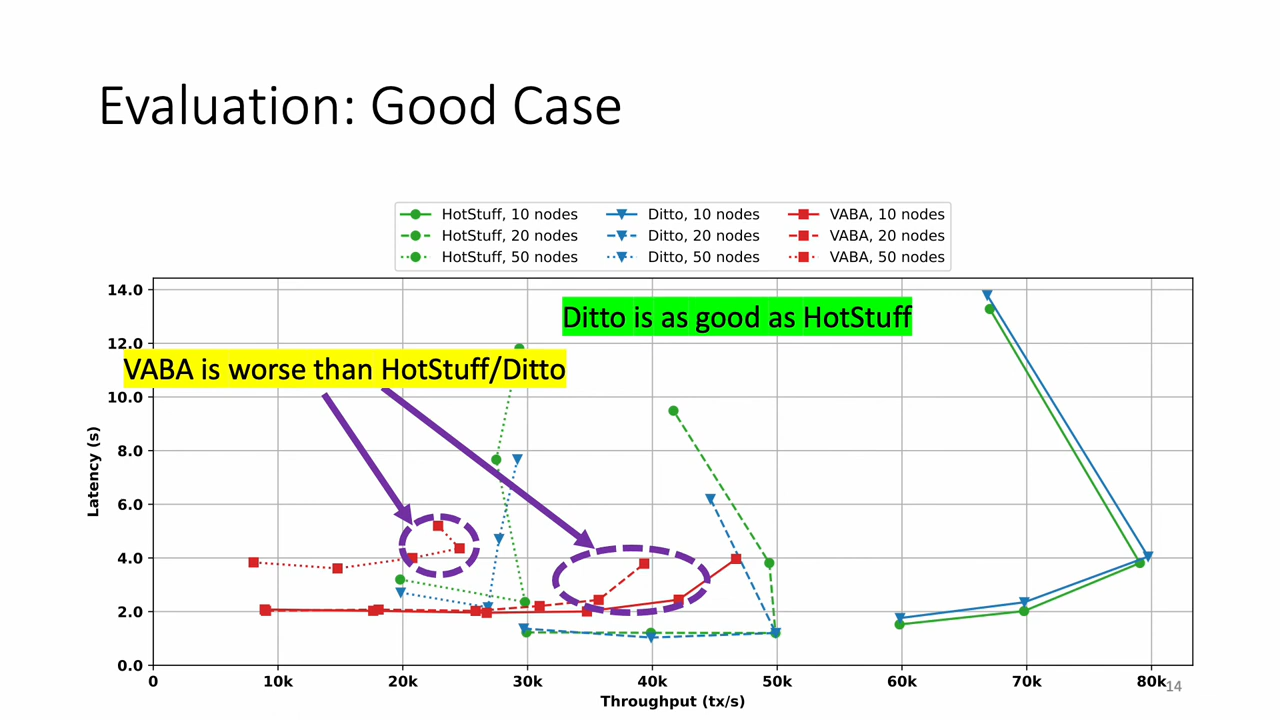 Evaluation: Good Case
HotStuff, 10 nodes
HotStuff, 20 nodes
HotStuff, 50 nodes
Ditto, 10 nodes
Ditto, 20 nodes
Ditto, 50 nodes
VABA, 10 nodes
VABA, 20 nodes
VABA, 50 nodes
Ditto is as good as HotStuff
VABA is worse than HotStuff/Ditto
Latency (s)
14.0
12.0
10.0
8.0
6.0
4.0
2.0
0.0
0
10k
20k
30k
40k
50k
60k
70k
80k
Throughput (tx/s)
14